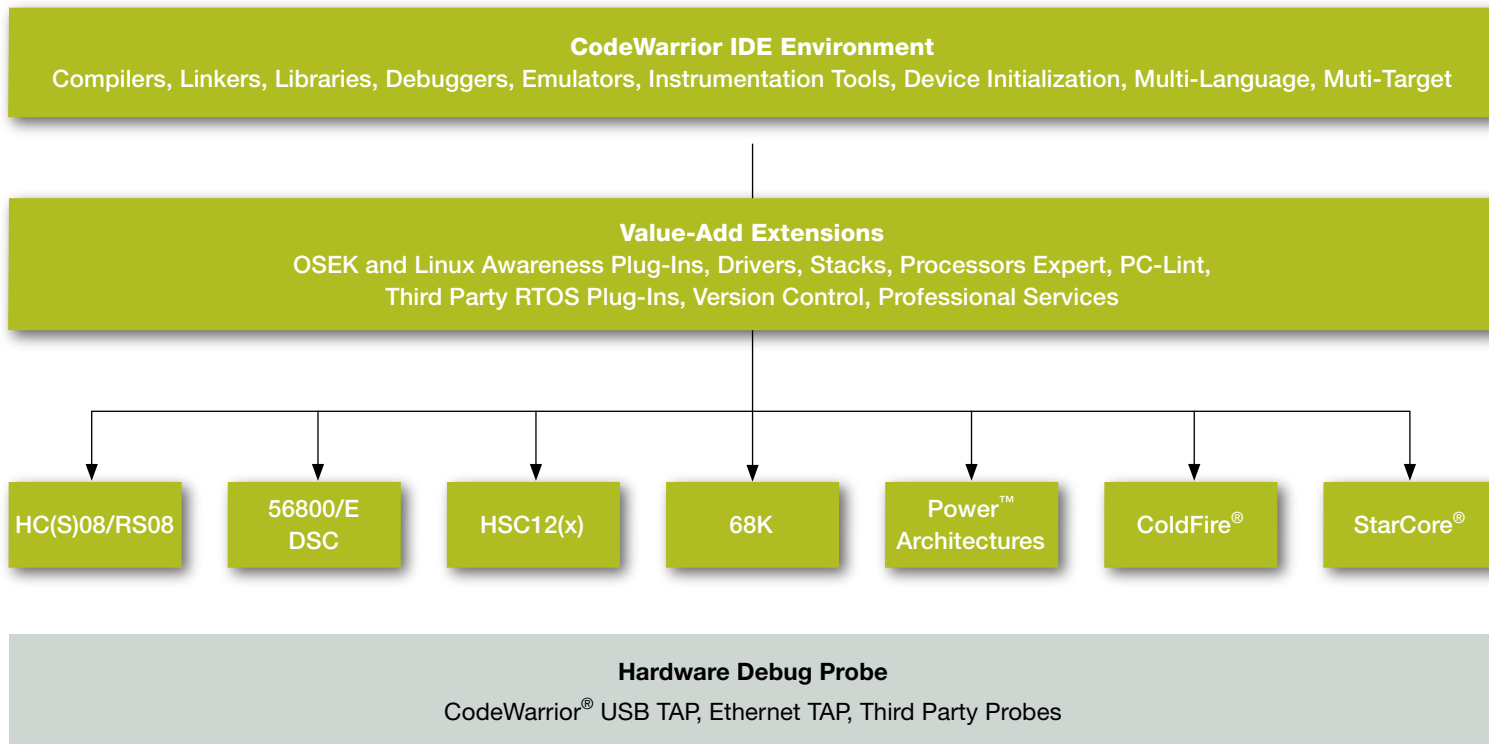 CodeWarrior IDE Environment
Compilers, Linkers, Libraries, Debuggers, Emulators, Instrumentation Tools, Device Initialization, Multi-Language, Muti-Target
Value-Add Extensions
OSEK and Linux Awareness Plug-Ins, Drivers, Stacks, Processors Expert, PC-Lint,
Third Party RTOS Plug-Ins, Version Control, Professional Services
HC(S)08/RS08
56800/E
DSC
HSC12(x)
68K
Power™
Architectures
ColdFire®
StarCore®
Hardware Debug Probe
CodeWarrior® USB TAP, Ethernet TAP, Third Party Probes